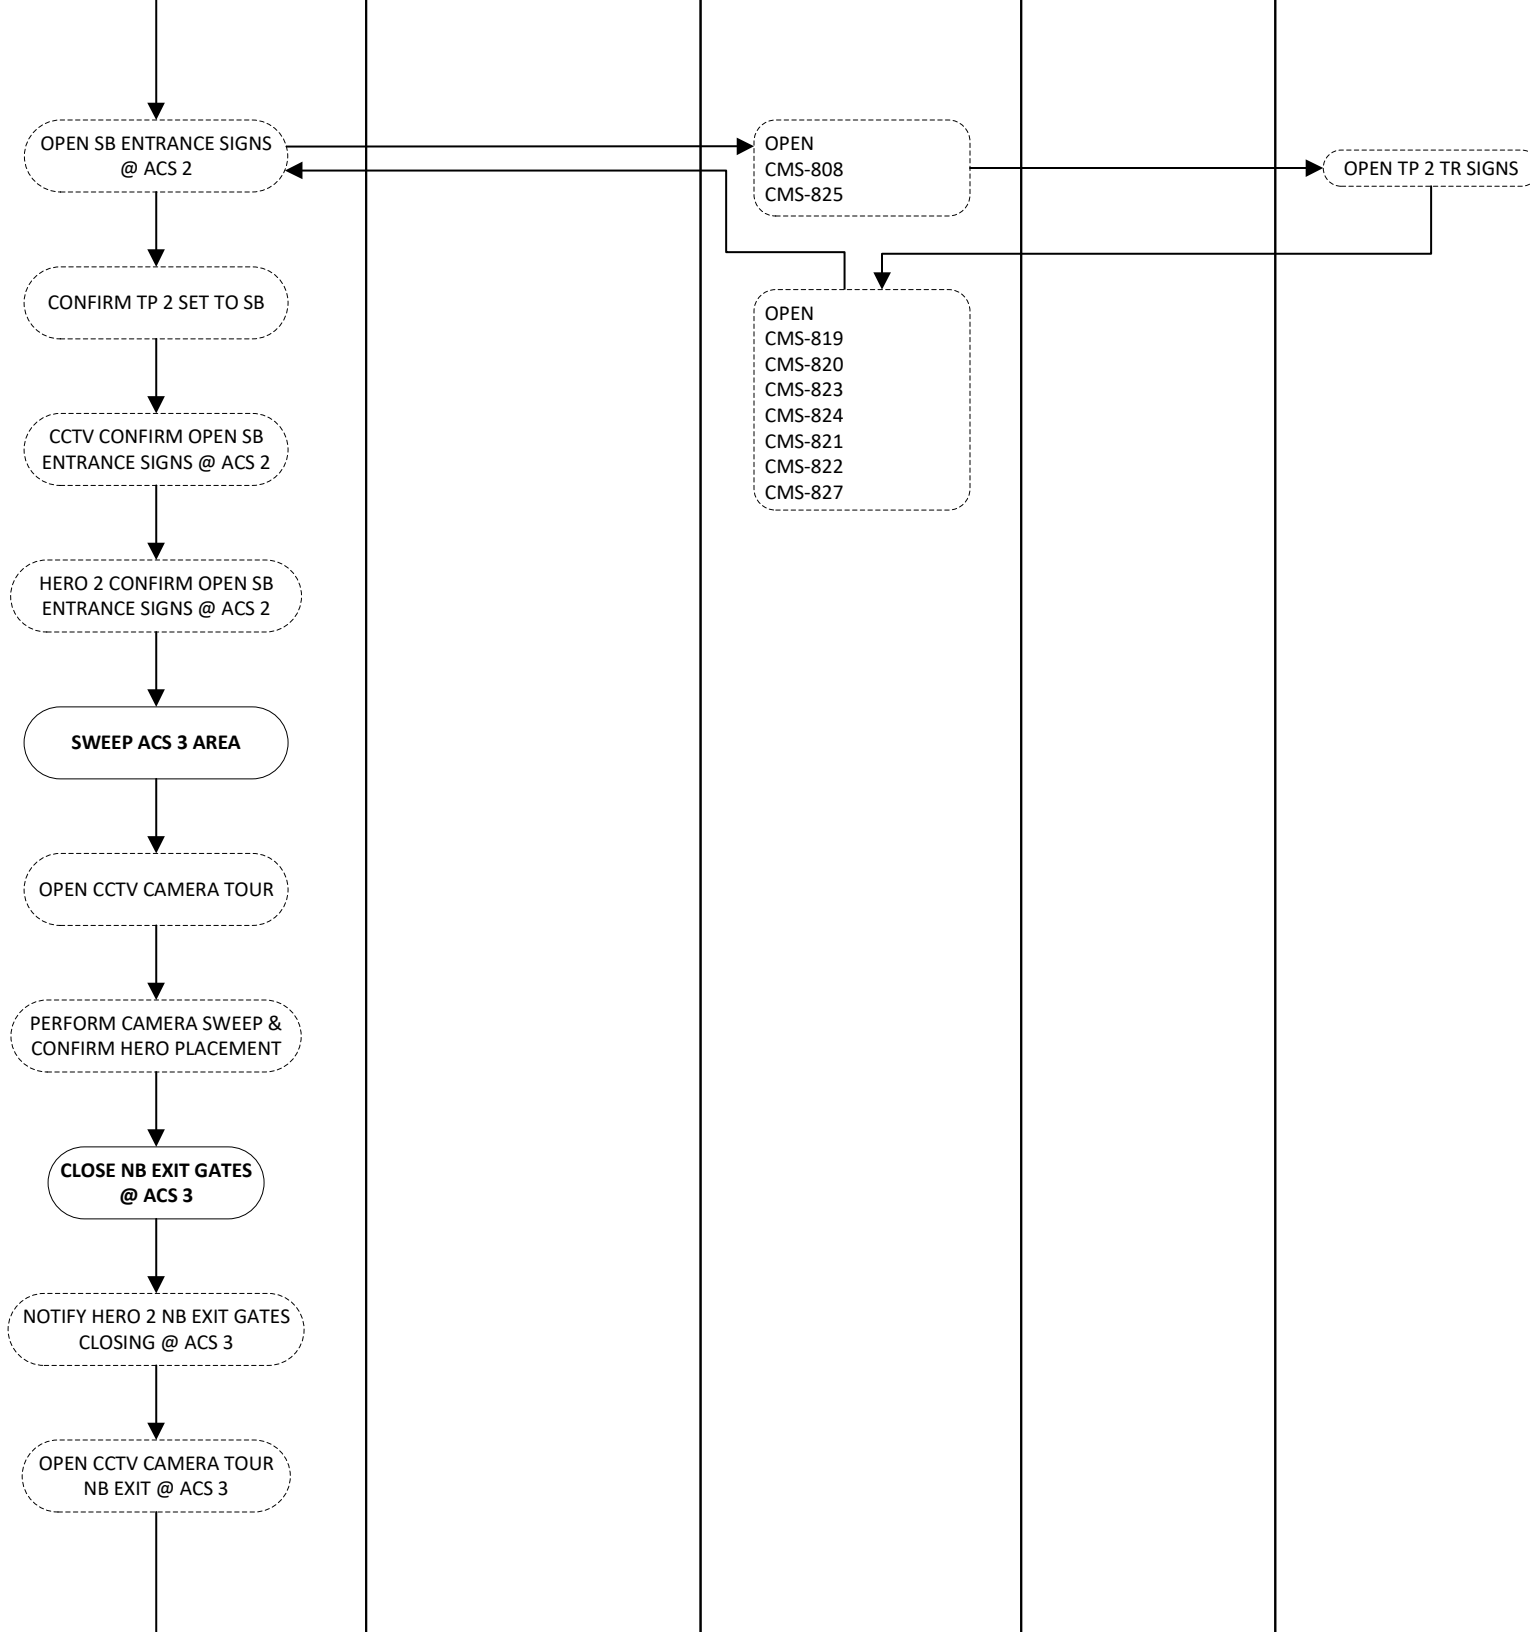 OPEN SB ENTRANCE SIGNS
@ ACS 2
OPEN
CMS-808
CMS-825
OPEN TP 2 TR SIGNS
CONFIRM TP 2 SET TO SB
OPEN
CMS-819
CMS-820
CMS-823
CMS-824
CMS-821
CMS-822
CMS-827
CCTV CONFIRM OPEN SB
ENTRANCE SIGNS @ ACS 2
HERO 2 CONFIRM OPEN SB
ENTRANCE SIGNS @ ACS 2
SWEEP ACS 3 AREA
OPEN CCTV CAMERA TOUR
PERFORM CAMERA SWEEP &
CONFIRM HERO PLACEMENT
CLOSE NB EXIT GATES
@ ACS 3
NOTIFY HERO 2 NB EXIT GATES
CLOSING @ ACS 3
OPEN CCTV CAMERA TOUR
NB EXIT @ ACS 3